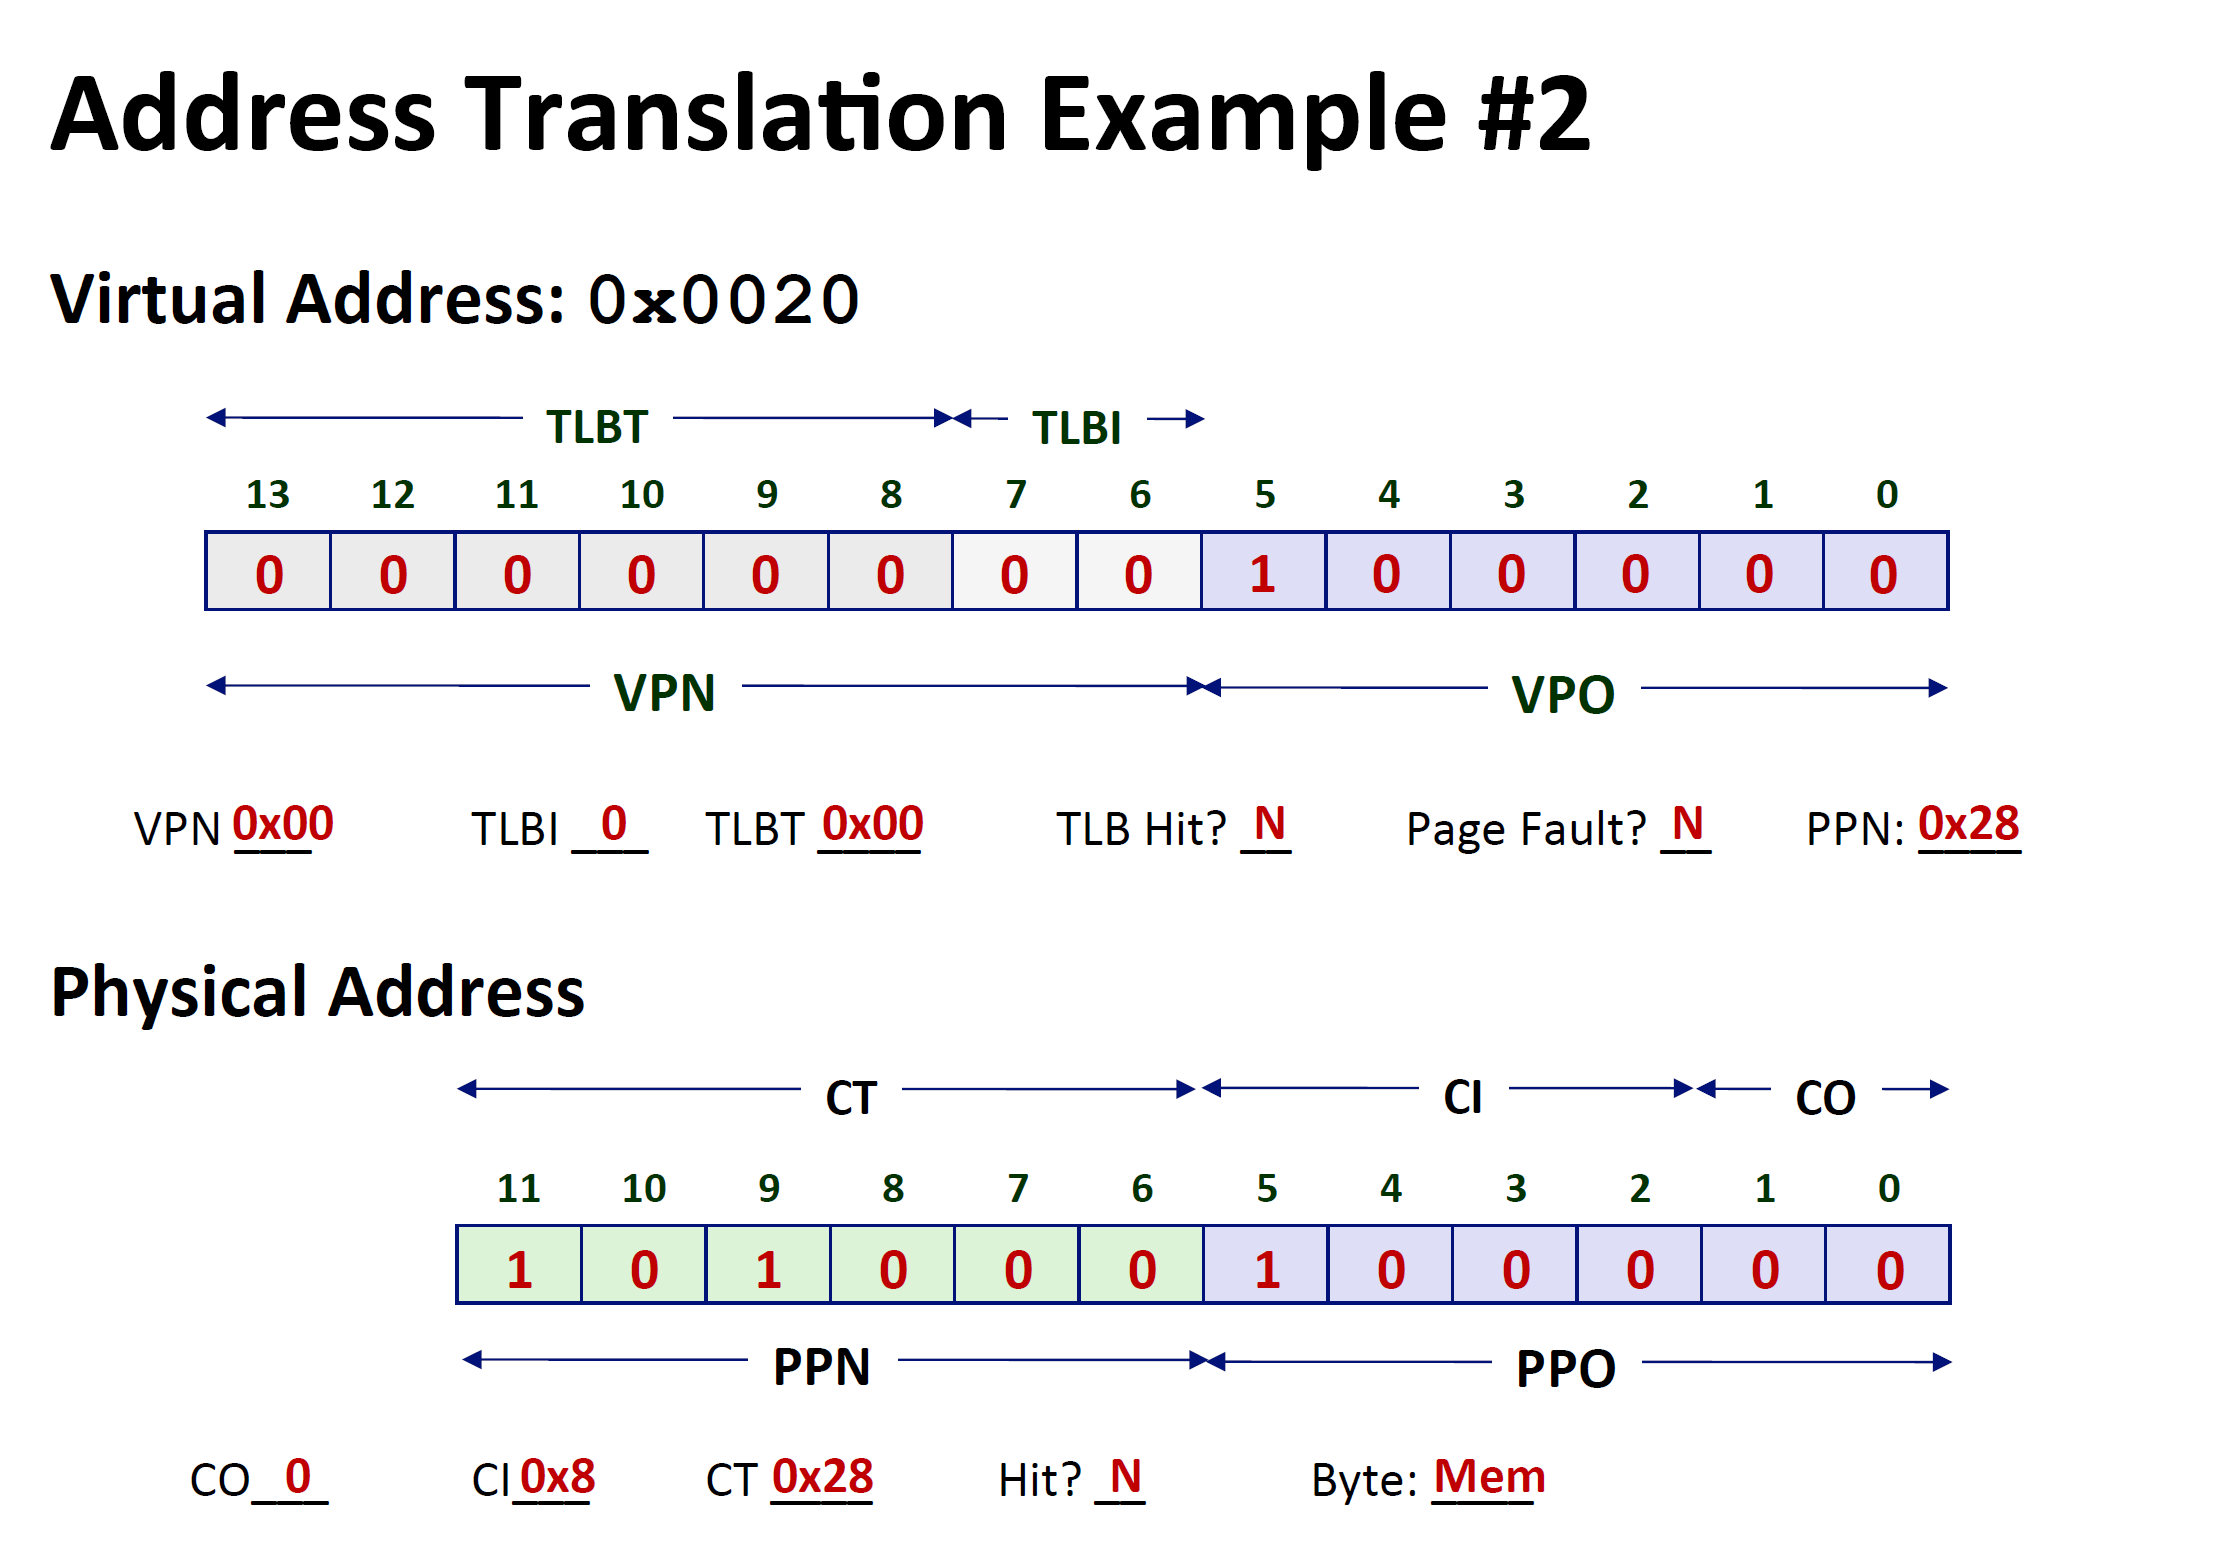 Address Translation Example #2
Virtual Address: 0x0020
TLBT TLBI
13 12 11 10 9 8 7 6 5 4 3 2 1 0
0 0 0 0 0 0 0 0 1 0 0 0 0 0
VPN VPO
VPN 0x00 TLBI 0 TLBT 0x00 TLB Hit? N Page Fault? N PPN: 0x28
Physical Address
CT CI CO
11 10 9 8 7 6 5 4 3 2 1 0
1 0 1 0 0 0 1 0 0 0 0 0
PPN PPO
CO 0 CI 0x8 CT 0x28 Hit? N Byte: Mem